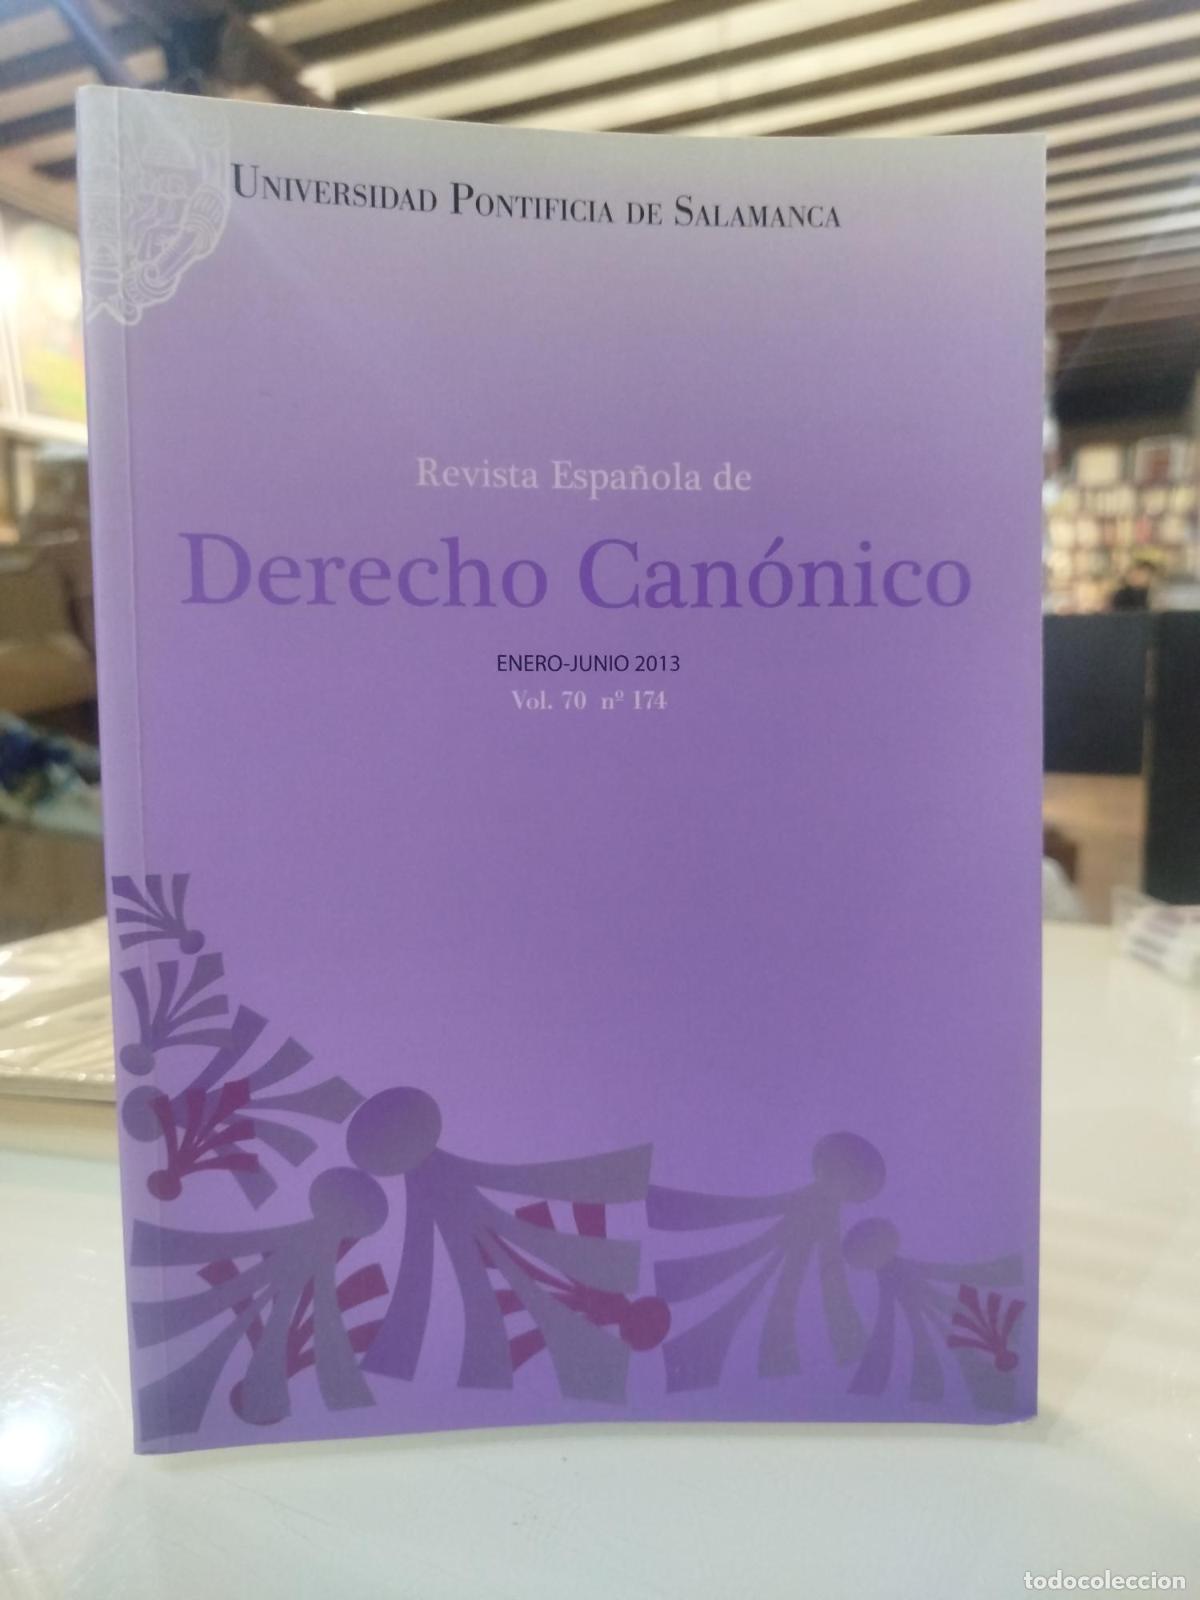 Universidad Pontificia de Salamanca
Revista Española de
Derecho Canónico
ENERO-JUNIO 2013
Vol. 70 nº 174
todocoleccion